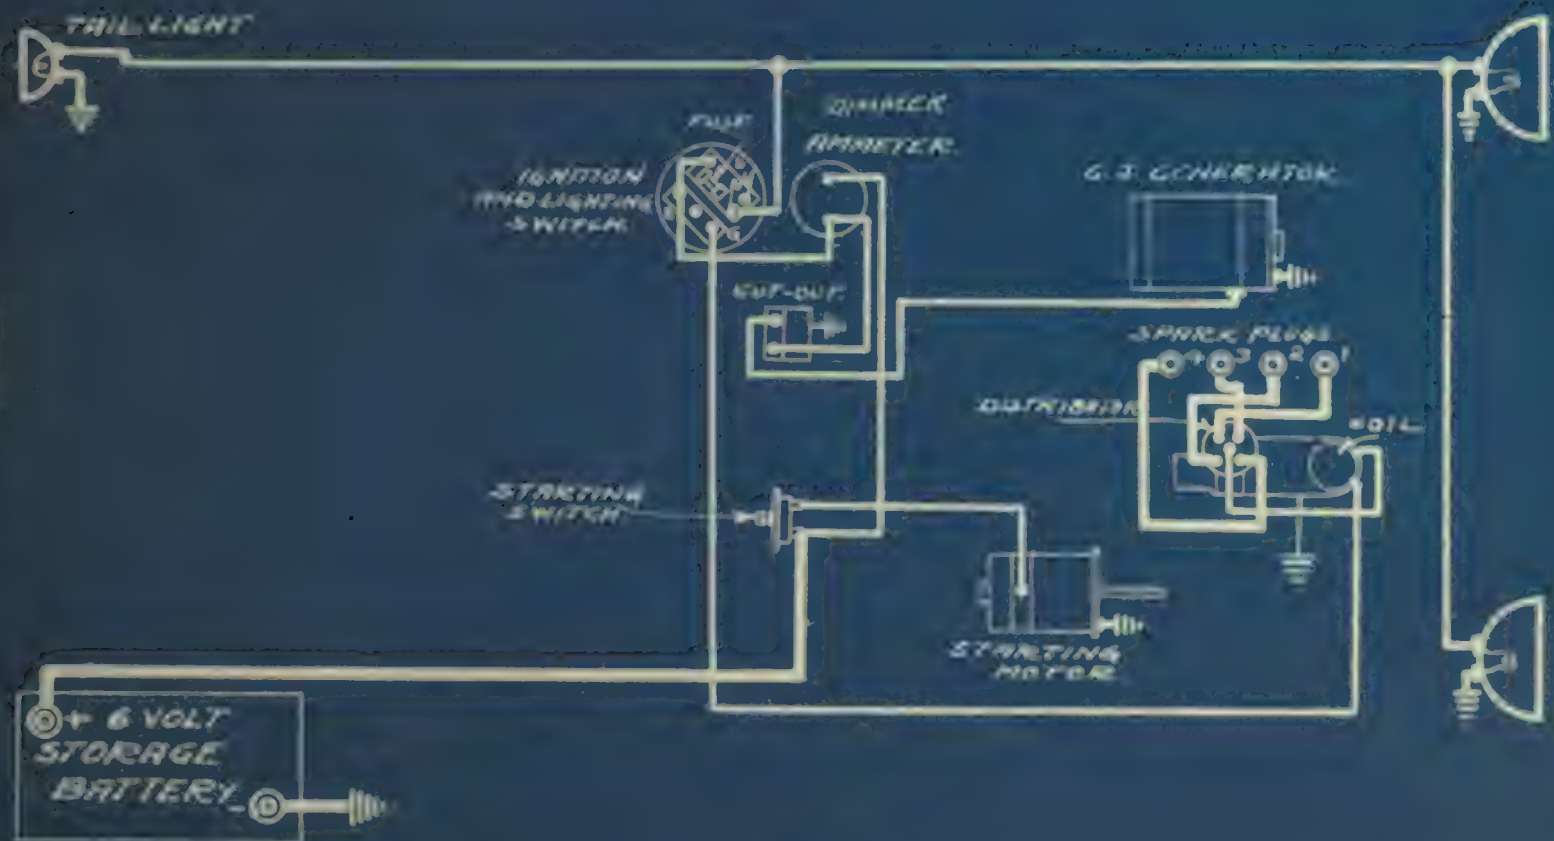 TAIL LIGHT
DIMMER
FUSE
AMMETER
IGNITION
AND LIGHTING
SWITCH
G
G.J. GENERATOR
CUT-OUT
SPARK PLUGS
4 3 2 1
DISTRIBUTOR
COIL
STARTING
SWITCH
STARTING
MOTOR
+ 6 VOLT
STORAGE
BATTERY -